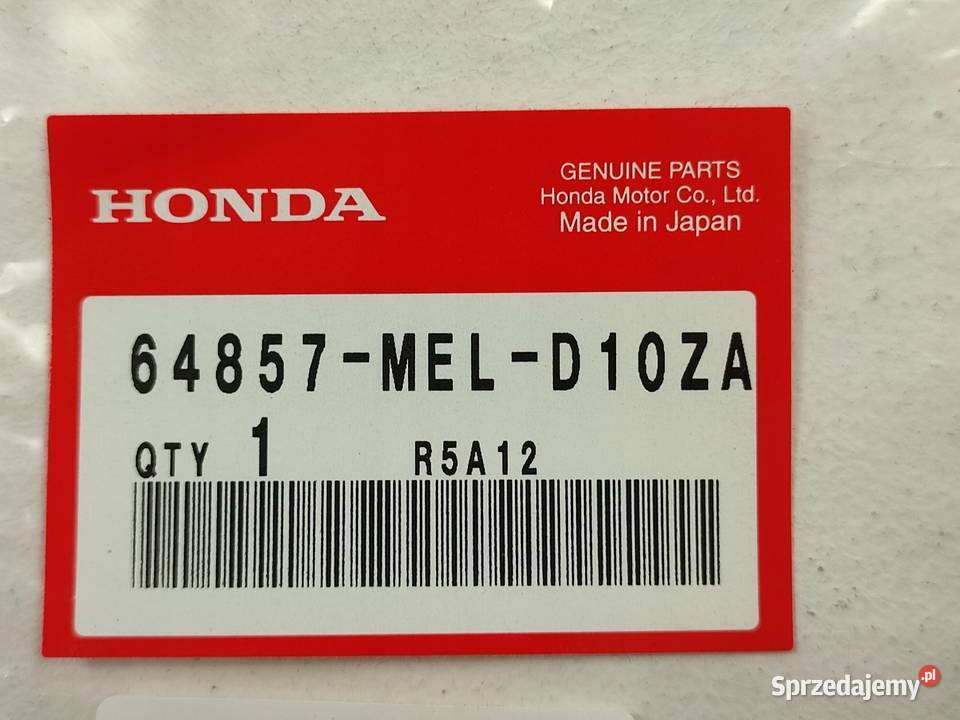 HONDA
GENUINE PARTS
Honda Motor Co., Ltd.
Made in Japan
64857-MEL-D10ZA
QTY 1 R5A12
Sprzedajemy.pl